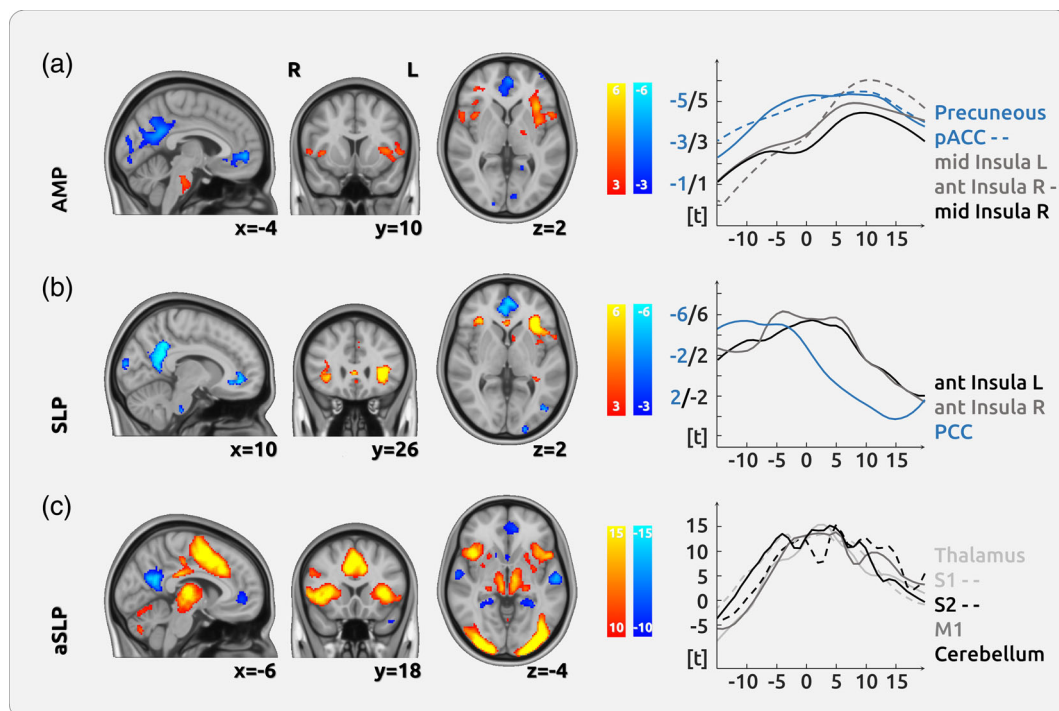 (a)
AMP
R
L
x=-4
y=10
z=2
6
3
-6
-3
-5/5
-3/3
-1/1
[t]
-10 -5 0 5 10 15
Precuneous
pACC - -
mid Insula L
ant Insula R -
mid Insula R
(b)
SLP
x=10
y=26
z=2
6
3
-6
-3
-6/6
-2/2
2/-2
[t]
-10 -5 0 5 10 15
ant Insula L
ant Insula R
PCC
(c)
aSLP
x=-6
y=18
z=-4
15
10
-15
-10
15
10
5
0
-5
[t]
-10 -5 0 5 10 15
Thalamus
S1 - -
S2 - -
M1
Cerebellum